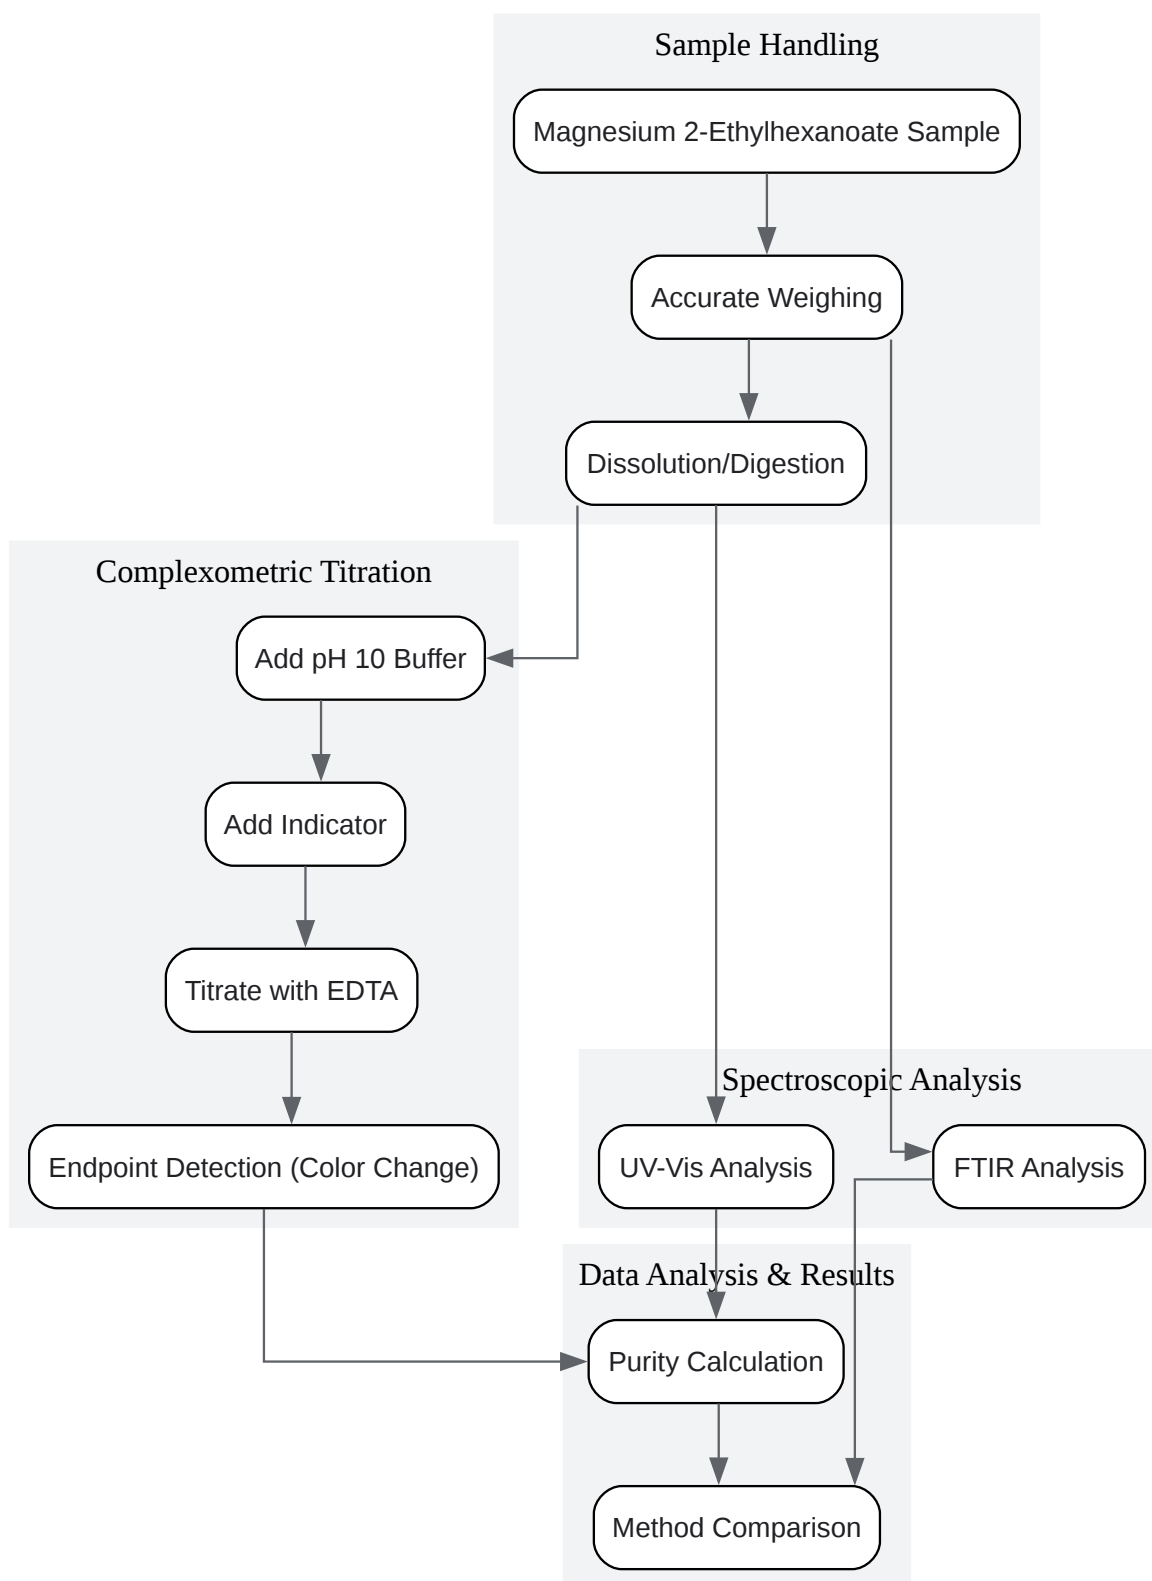 Sample Handling
Magnesium 2-Ethylhexanoate Sample
Accurate Weighing
Dissolution/Digestion
Complexometric Titration
Add pH 10 Buffer
Add Indicator
Titrate with EDTA
Endpoint Detection (Color Change)
Spectroscopic Analysis
UV-Vis Analysis
FTIR Analysis
Data Analysis & Results
Purity Calculation
Method Comparison